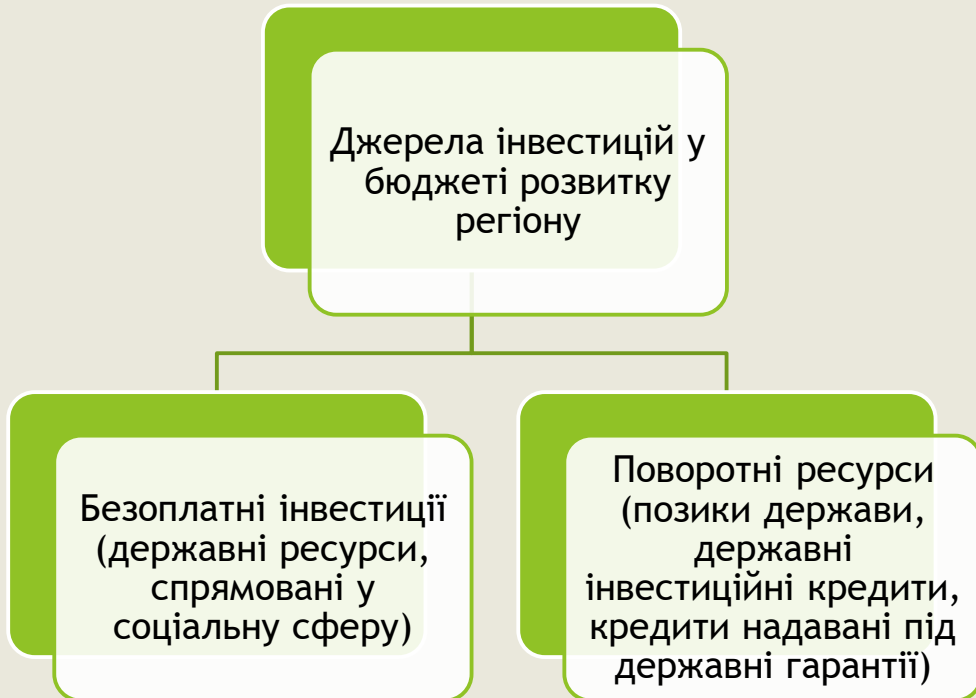 Джерела інвестицій у
бюджеті розвитку
регіону
Безоплатні інвестиції
(державні ресурси,
спрямовані у
соціальну сферу)
Поворотні ресурси
(позики держави,
державні
інвестиційні кредити,
кредити надавані під
державні гарантії)